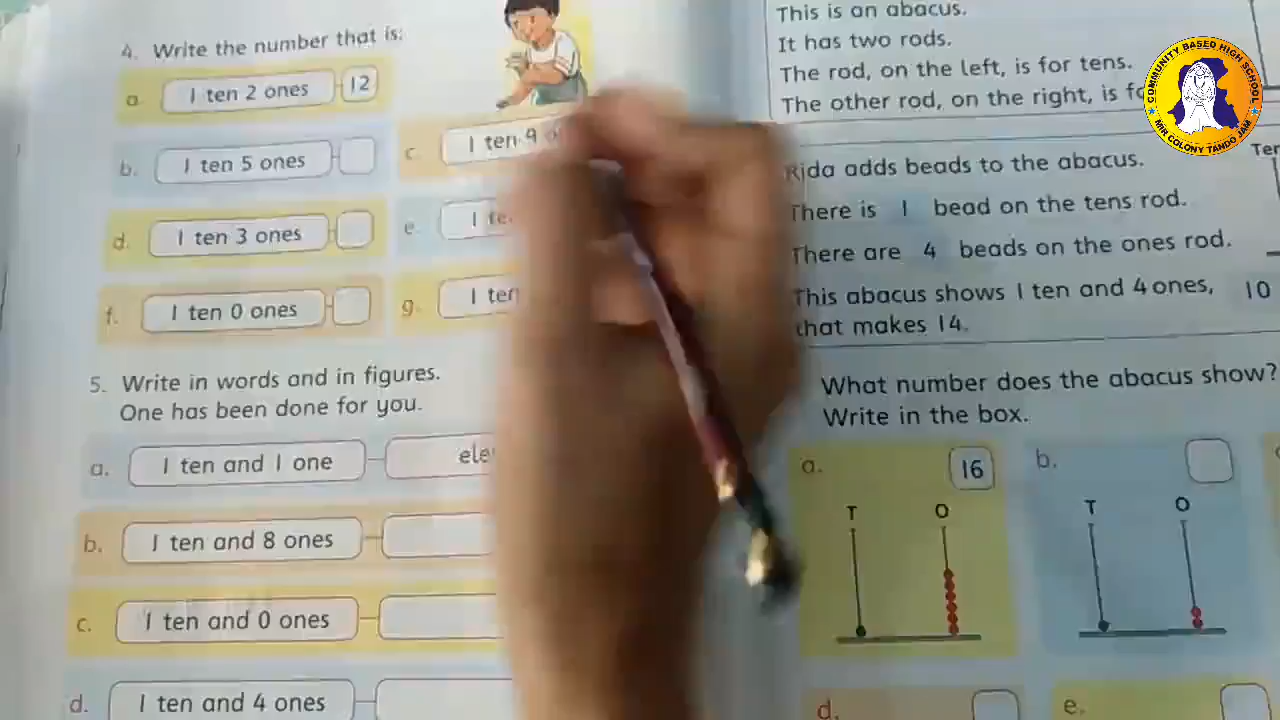 4. Write the number that is:
a. 1 ten 2 ones 12
b. 1 ten 5 ones
c. 1 ten 9
d. 1 ten 3 ones
e. 1
f. 1 ten 0 ones
g. 1 ten
5. Write in words and in figures.
One has been done for you.
a. 1 ten and 1 one
b. 1 ten and 8 ones
c. 1 ten and 0 ones
d. 1 ten and 4 ones
This is an abacus.
It has two rods.
The rod, on the left, is for tens.
The other rod, on the right, is
Rida adds beads to the abacus.
There is 1 bead on the tens rod.
There are 4 beads on the ones rod.
This abacus shows 1 ten and 4 ones, 10
that makes 14.
What number does the abacus show?
Write in the box.
a. 16
T O
b.
T O
d.
e.
COMMUNITY BASED HIGH SCHOOL
MIR COLONY TANDO JAM